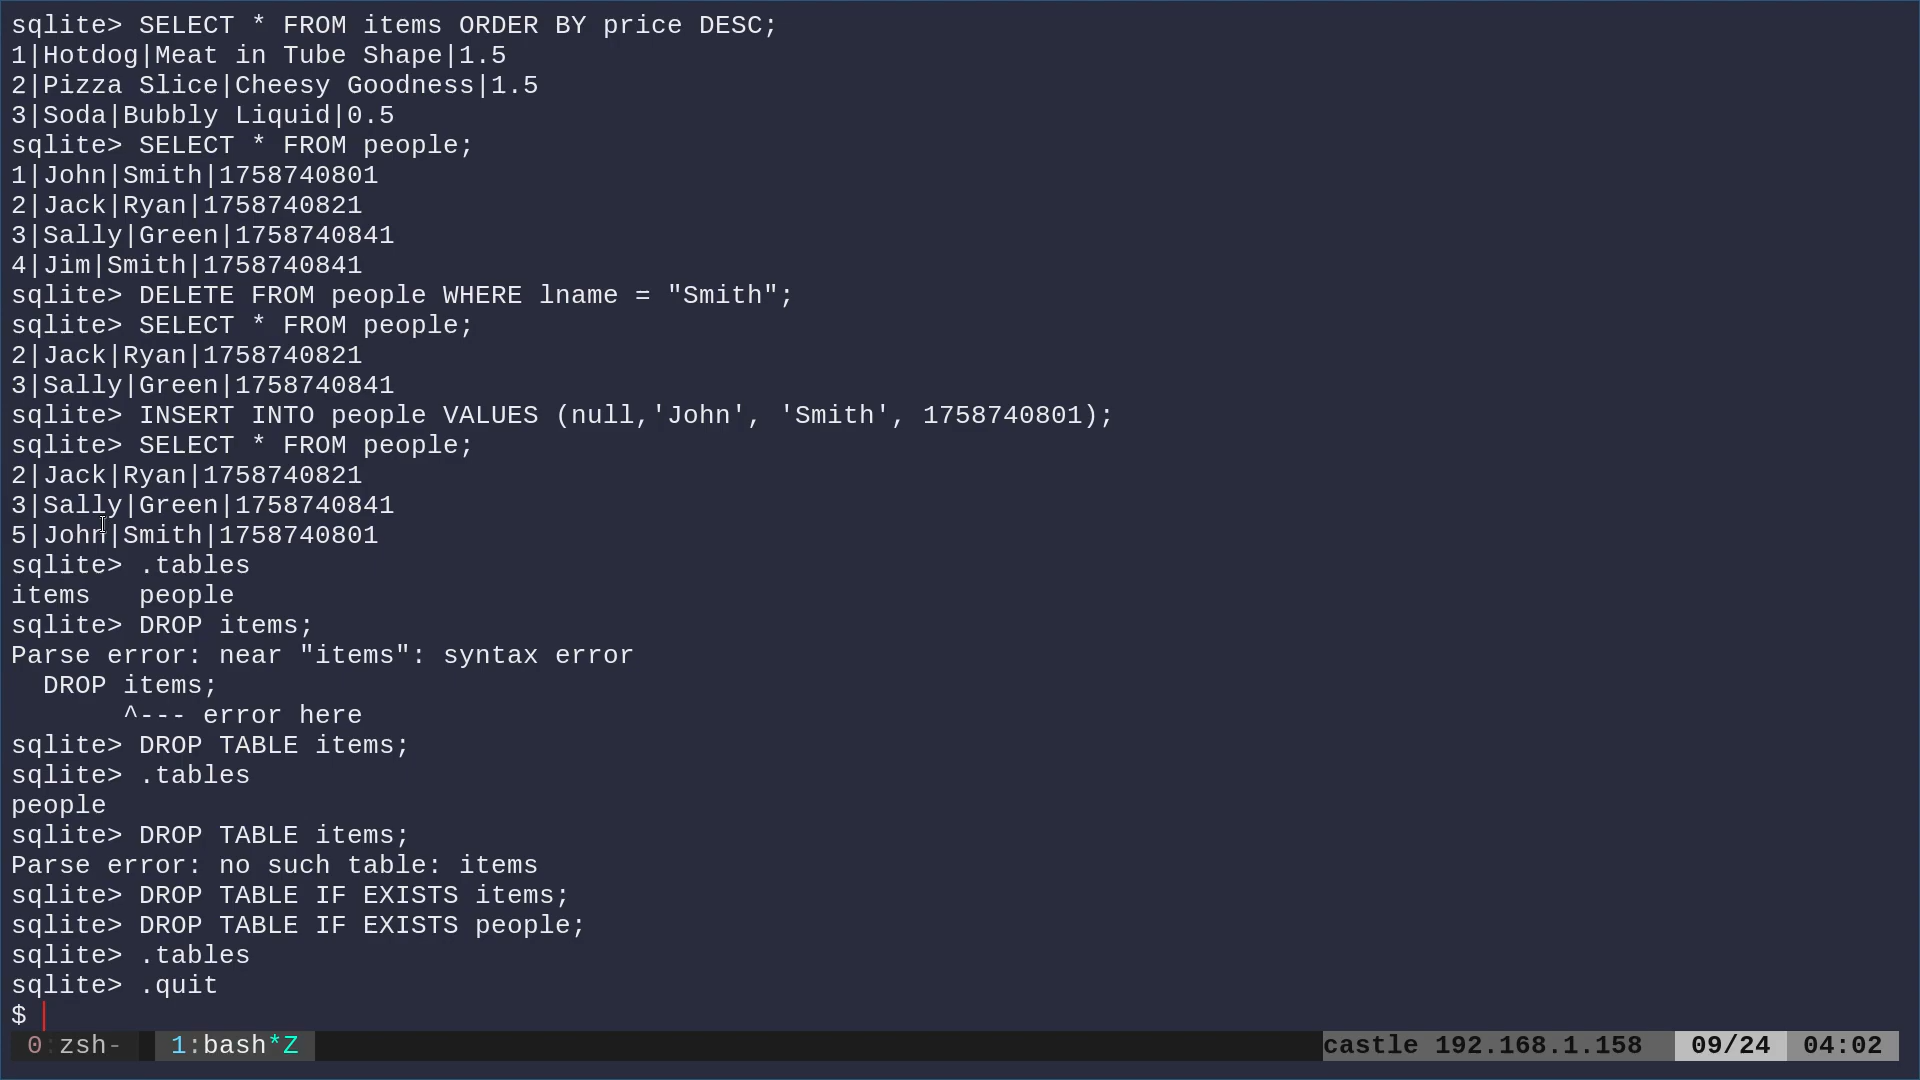 sqlite> SELECT * FROM items ORDER BY price DESC;
1|Hotdog|Meat in Tube Shape|1.5
2|Pizza Slice|Cheesy Goodness|1.5
3|Soda|Bubbly Liquid|0.5
sqlite> SELECT * FROM people;
1|John|Smith|1758740801
2|Jack|Ryan|1758740821
3|Sally|Green|1758740841
4|Jim|Smith|1758740841
sqlite> DELETE FROM people WHERE lname = "Smith";
sqlite> SELECT * FROM people;
2|Jack|Ryan|1758740821
3|Sally|Green|1758740841
sqlite> INSERT INTO people VALUES (null,'John', 'Smith', 1758740801);
sqlite> SELECT * FROM people;
2|Jack|Ryan|1758740821
3|Sally|Green|1758740841
5|John|Smith|1758740801
sqlite> .tables
items   people
sqlite> DROP items;
Parse error: near "items": syntax error
  DROP items;
       ^--- error here
sqlite> DROP TABLE items;
sqlite> .tables
people
sqlite> DROP TABLE items;
Parse error: no such table: items
sqlite> DROP TABLE IF EXISTS items;
sqlite> DROP TABLE IF EXISTS people;
sqlite> .tables
sqlite> .quit
$
0:zsh-  1:bash*Z castle 192.168.1.158 09/24 04:02